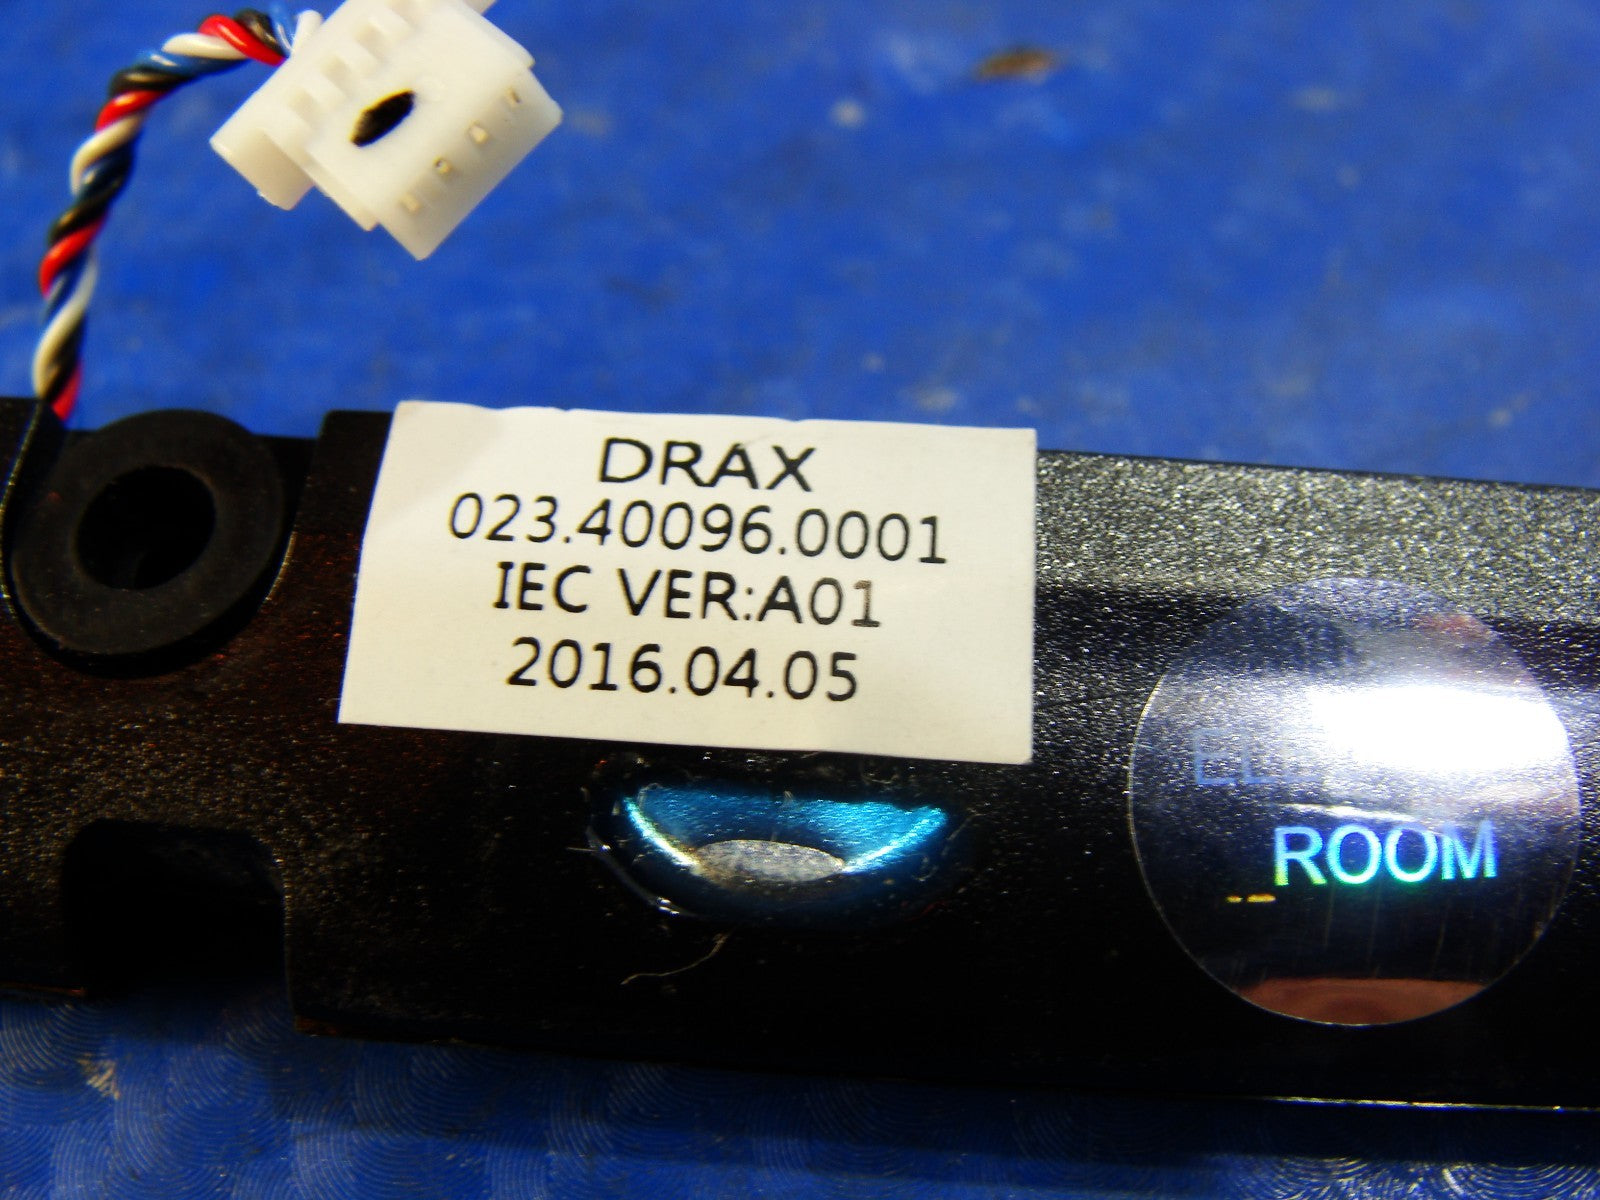 DRAX
023.40096.0001
IEC VER:A01
2016.04.05
ROOM